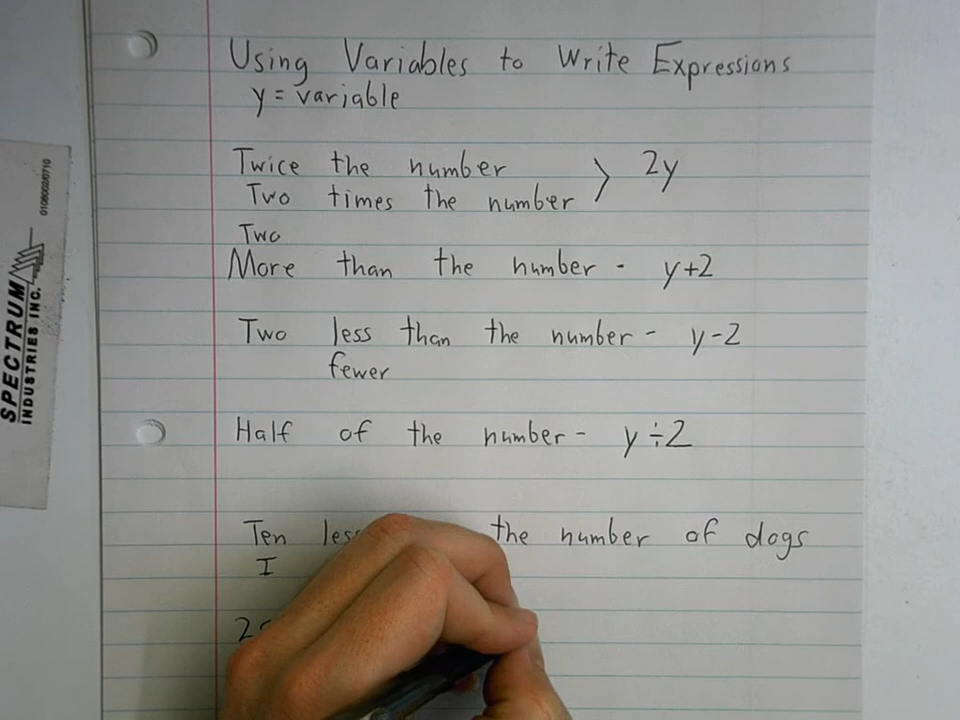 Using Variables to Write Expressions
y = variable
Twice the number > 2y
Two times the number
Two
More than the number - y+2
Two less than the number - y-2
fewer
Half of the number - y÷2
Ten the number of dogs
I
SPECTRUM
INDUSTRIES INC.
0108000/0710